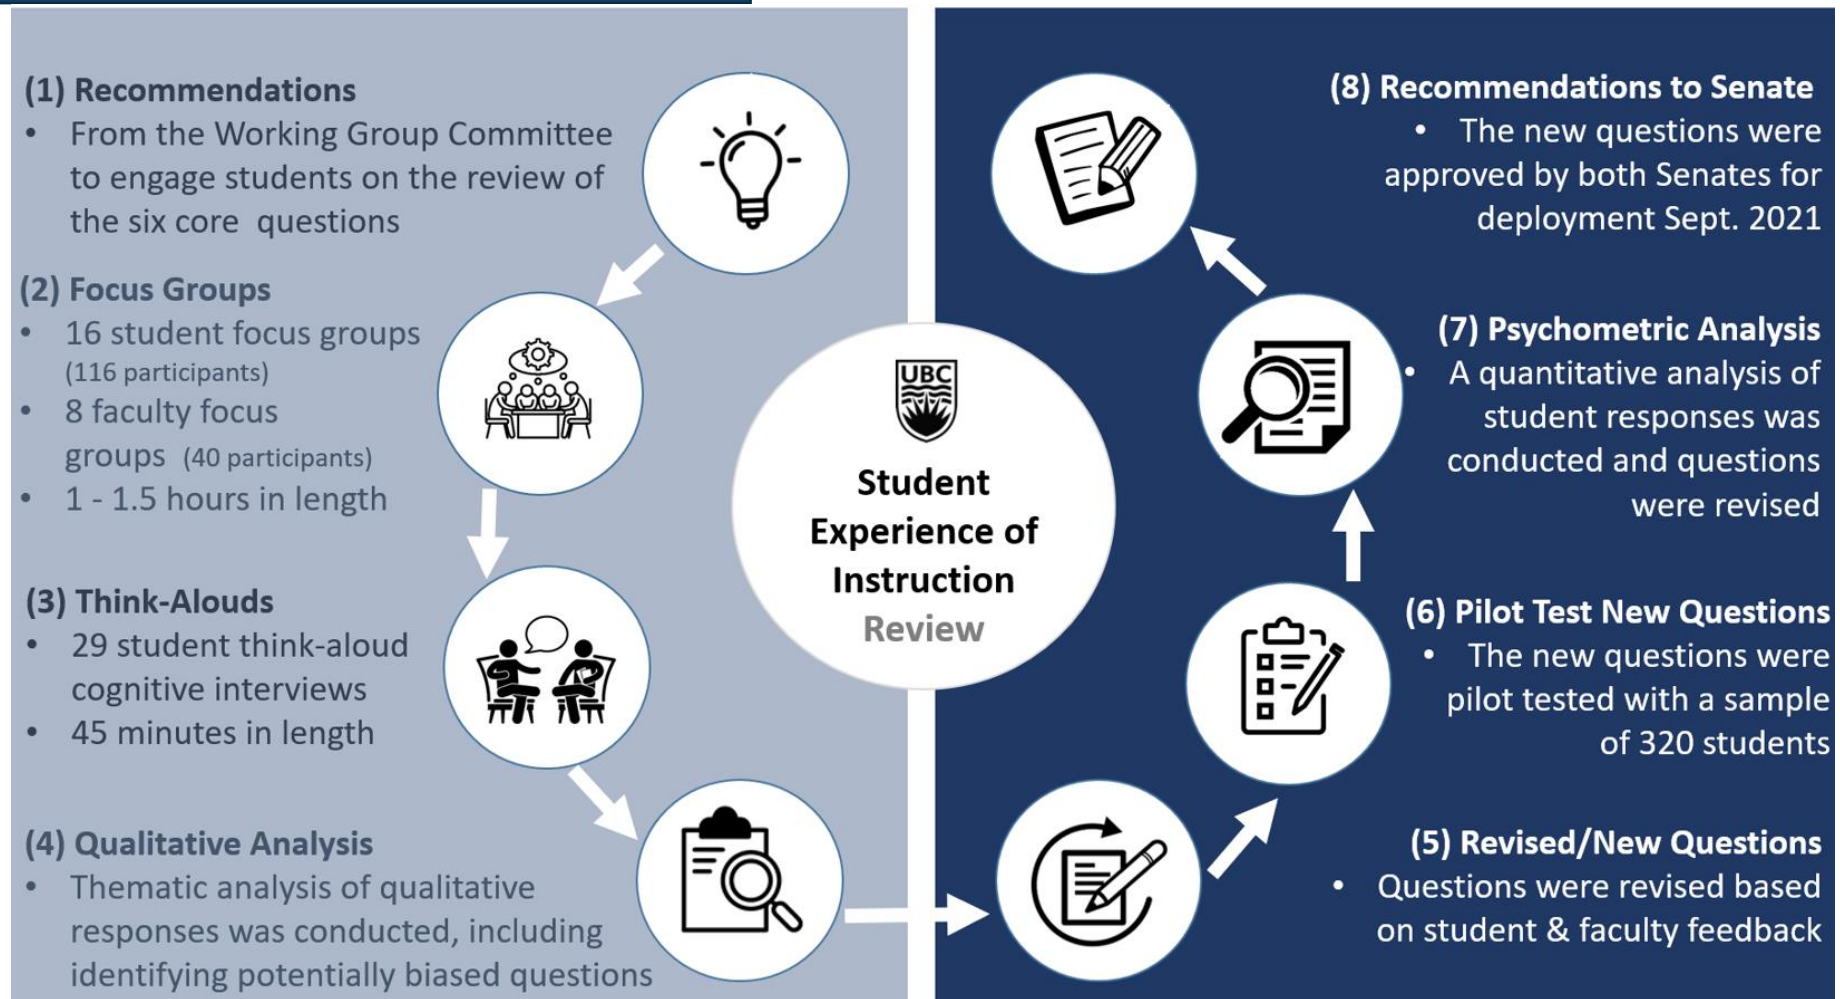 (1) Recommendations
• From the Working Group Committee
to engage students on the review of
the six core questions
(2) Focus Groups
• 16 student focus groups
(116 participants)
• 8 faculty focus
groups (40 participants)
• 1 - 1.5 hours in length
(3) Think-Alouds
• 29 student think-aloud
cognitive interviews
• 45 minutes in length
(4) Qualitative Analysis
• Thematic analysis of qualitative
responses was conducted, including
identifying potentially biased questions
UBC
Student
Experience of
Instruction
Review
(5) Revised/New Questions
• Questions were revised based
on student & faculty feedback
(6) Pilot Test New Questions
• The new questions were
pilot tested with a sample
of 320 students
(7) Psychometric Analysis
• A quantitative analysis of
student responses was
conducted and questions
were revised
(8) Recommendations to Senate
• The new questions were
approved by both Senates for
deployment Sept. 2021